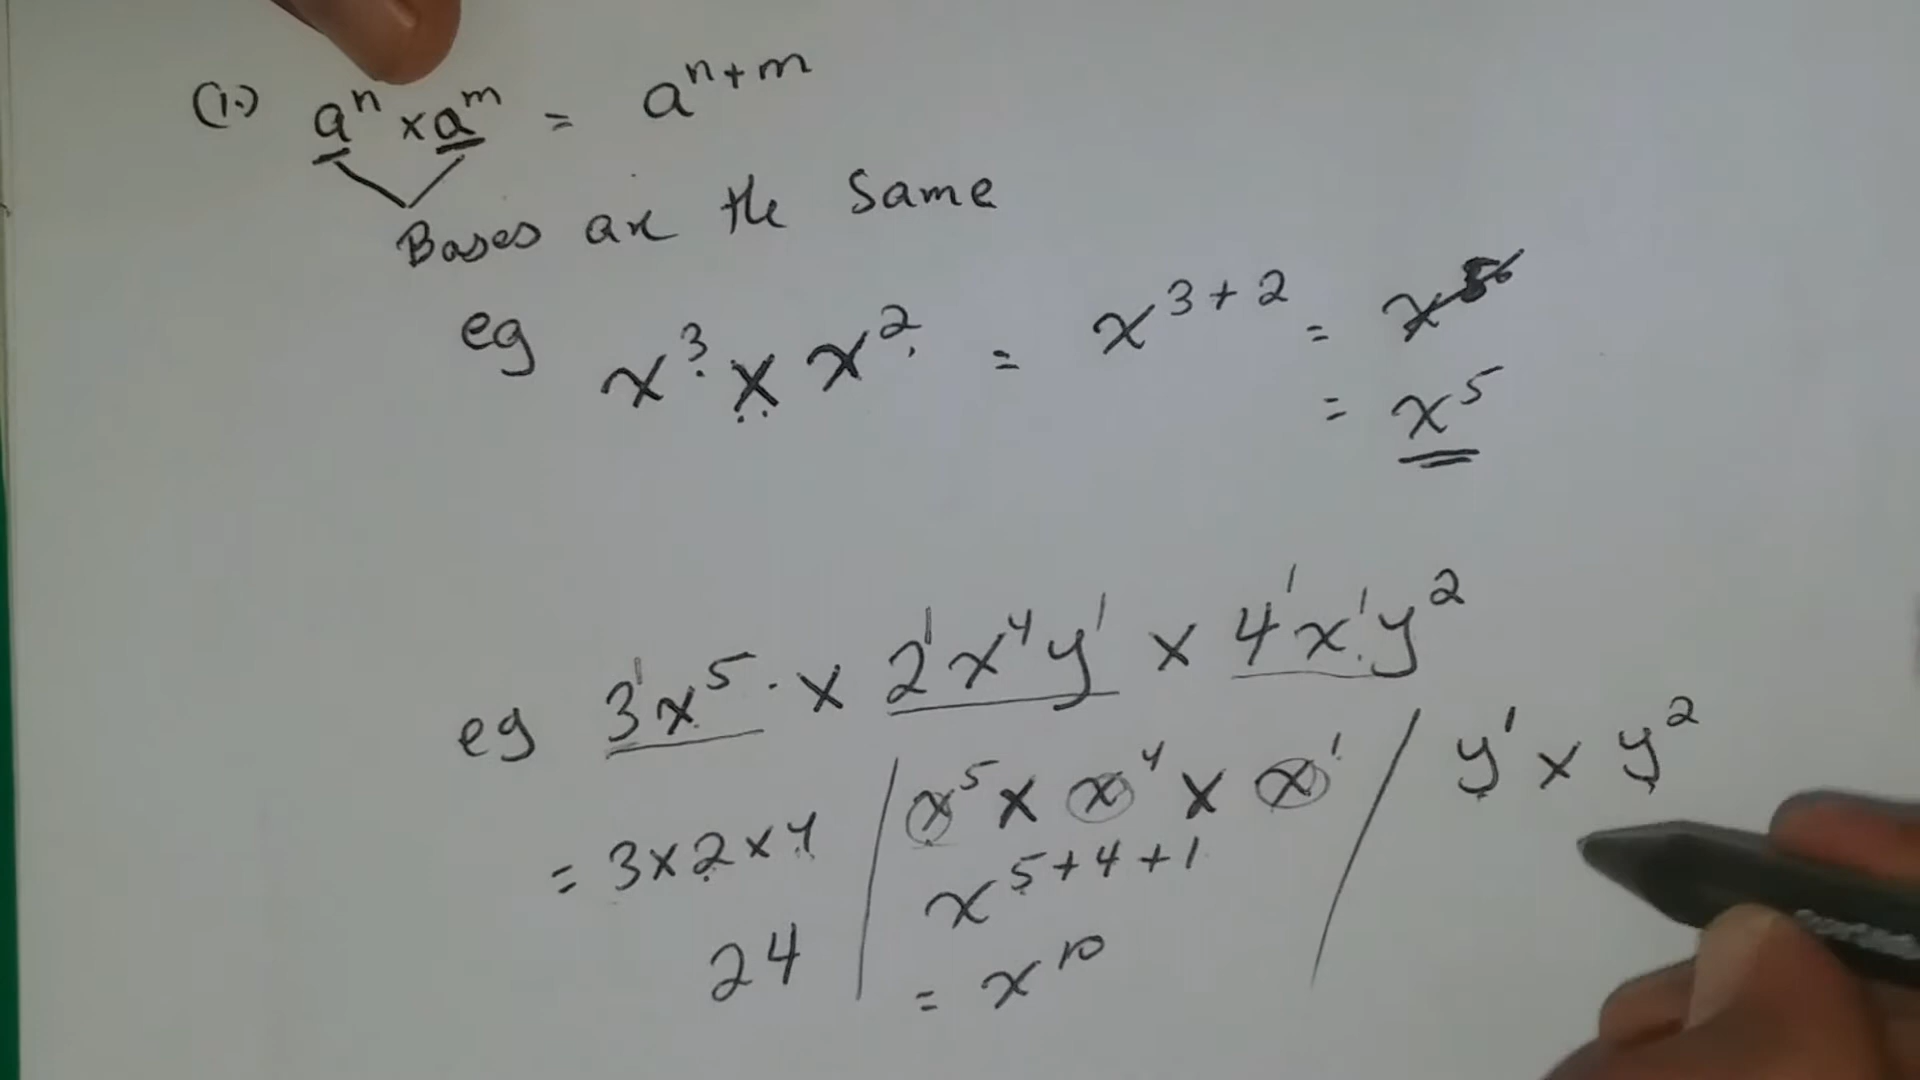 (1.) aⁿ × aᵐ = aⁿ⁺ᵐ
Bases are the Same
eg x³ × x² = x³⁺² =
= x⁵
eg 3¹x⁵ · × 2¹x⁴y¹ × 4¹x¹y²
= 3×2×4 / x⁵ × x⁴ × x¹ / y¹ × y²
24 x⁵⁺⁴⁺¹
= x¹⁰